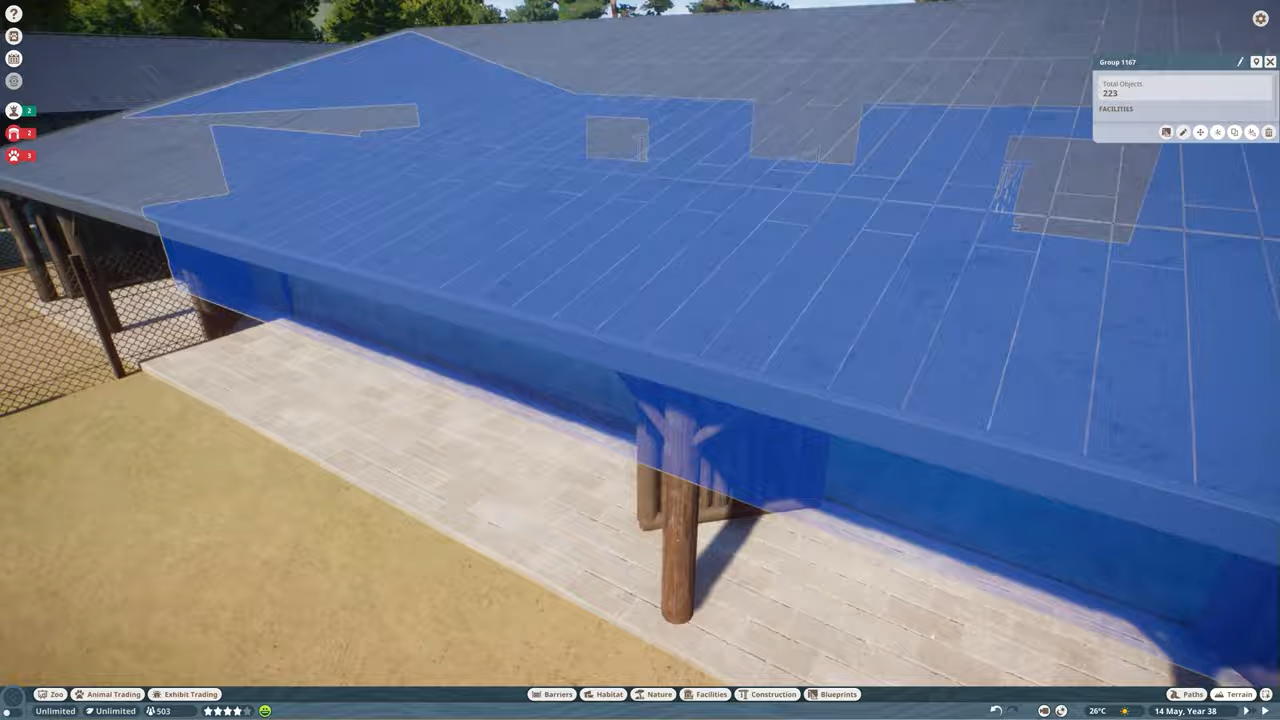 ?
2
2
3
Group 1167
Total Objects
223
FACILITIES
Zoo
Animal Trading
Exhibit Trading
Barriers
Habitat
Nature
Facilities
Construction
Blueprints
Paths
Terrain
Unlimited
Unlimited
503
26°C
14 May, Year 38